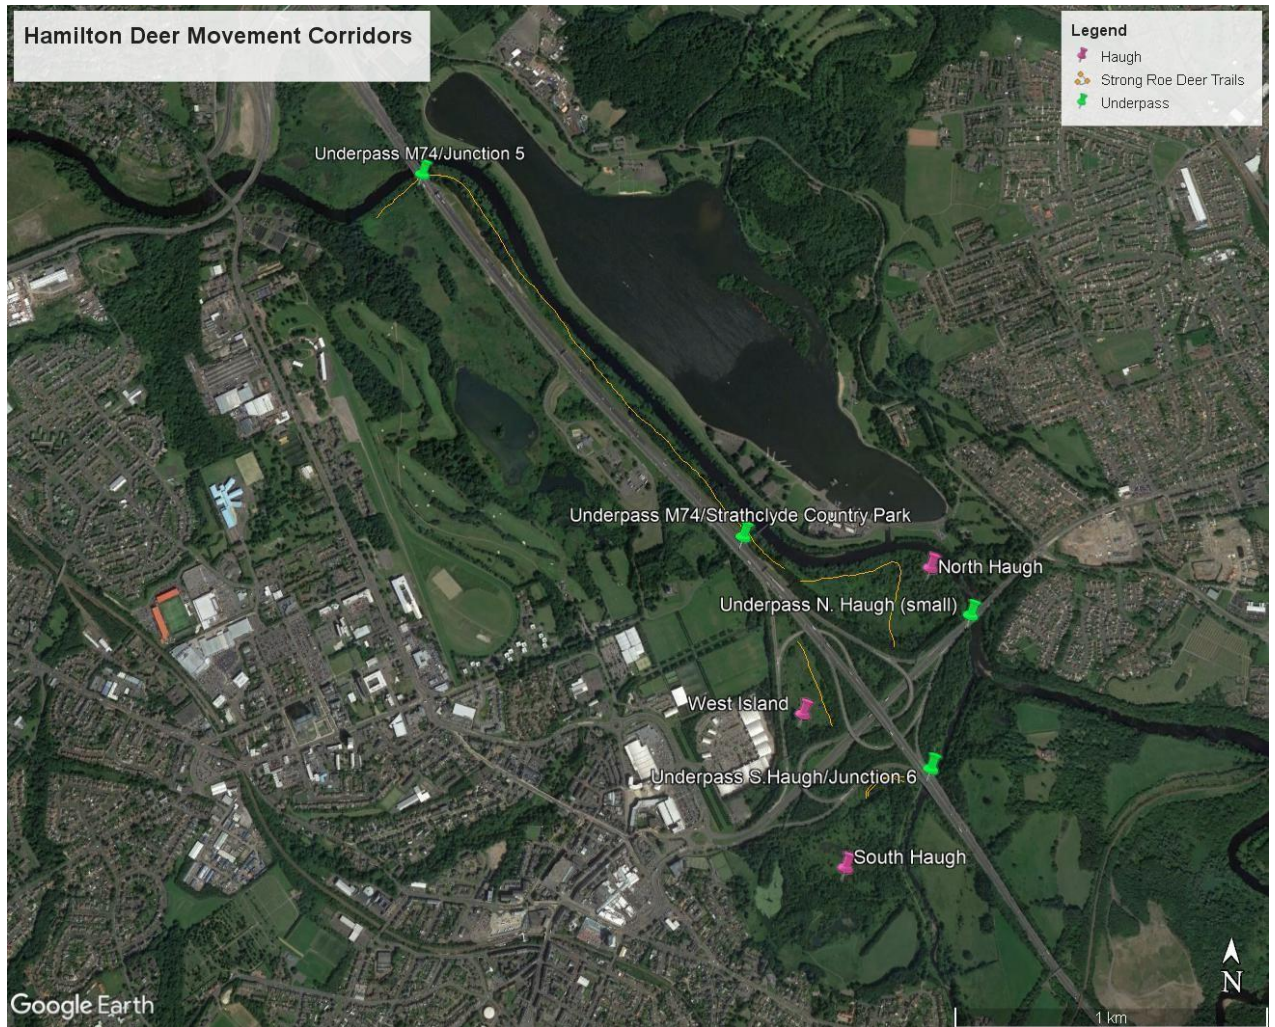 Hamilton Deer Movement Corridors
Legend
Haugh
Strong Roe Deer Trails
Underpass
Underpass M74/Junction 5
Underpass M74/Strathclyde Country Park
North Haugh
Underpass N. Haugh (small)
West Island
Underpass S.Haugh/Junction 6
South Haugh
N
Google Earth
1 km